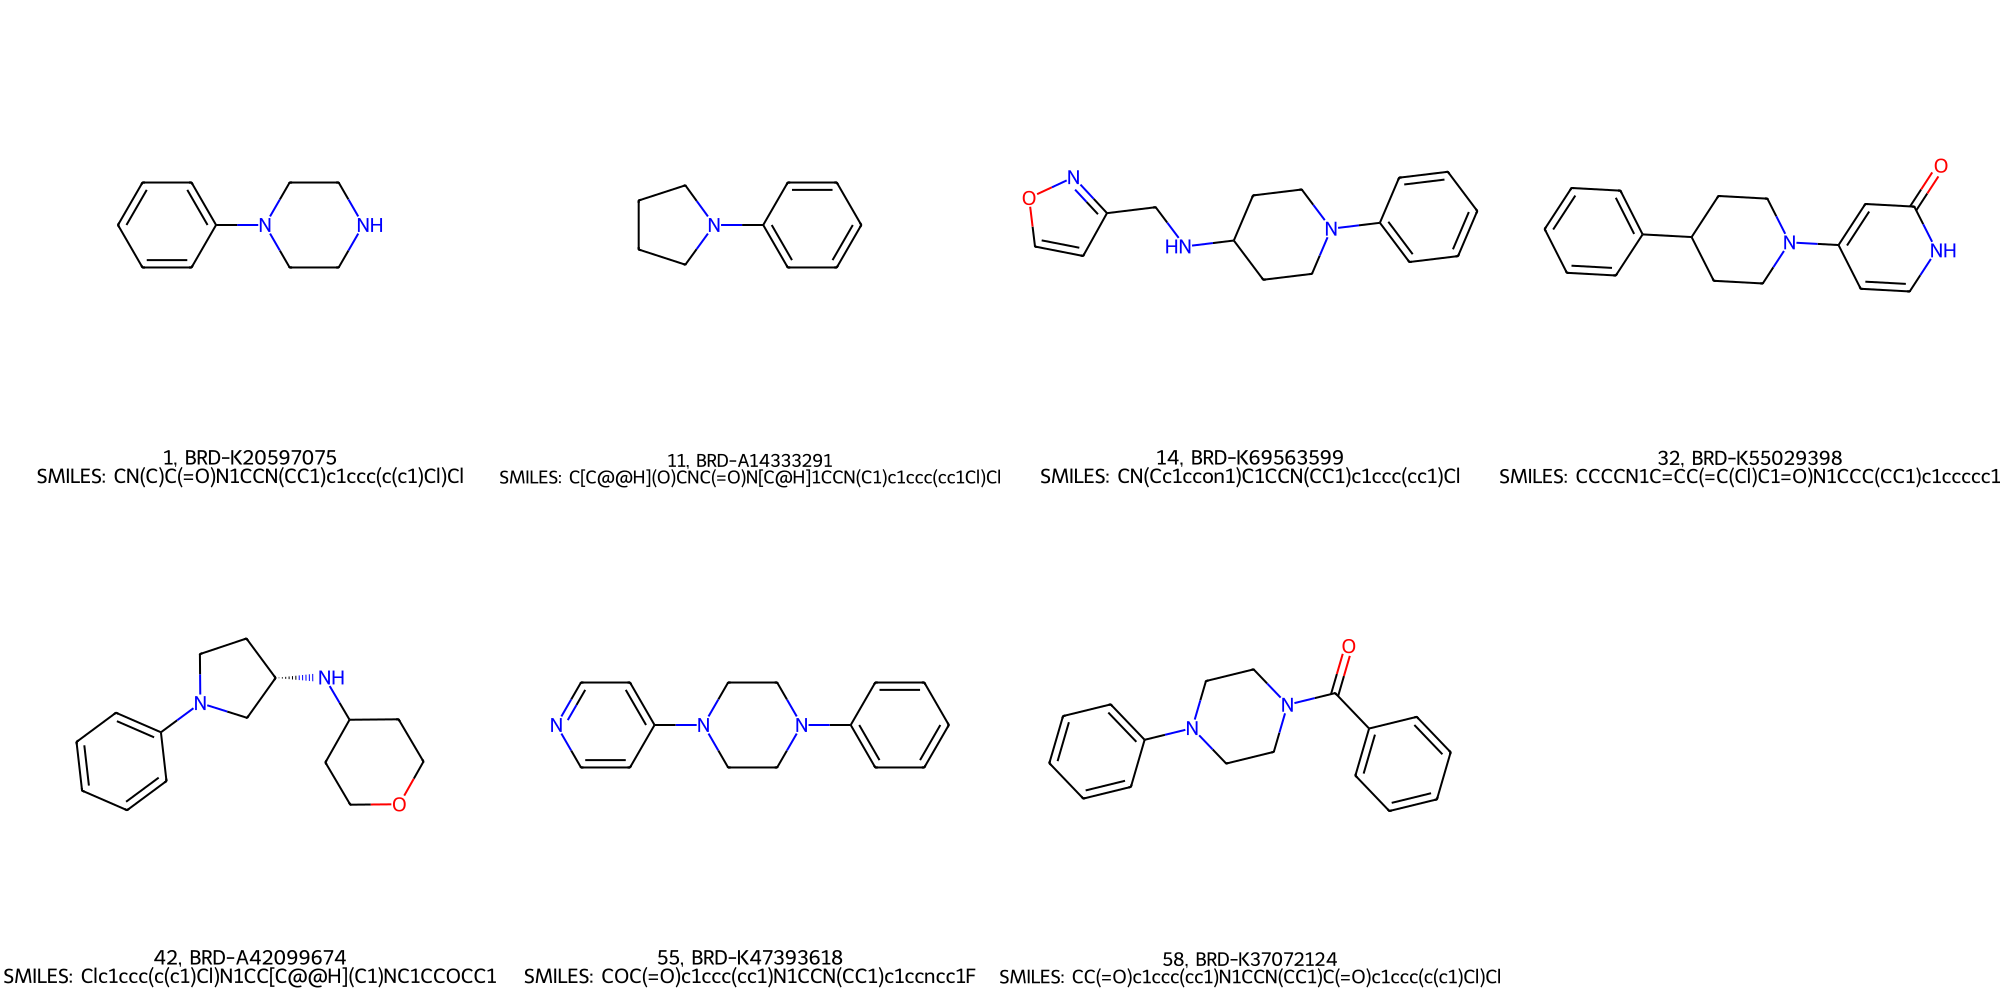 N
NH
N
O
N
HN
N
O
N
NH
1, BRD-K20597075
SMILES: CN(C)C(=O)N1CCN(CC1)c1ccc(c(c1)Cl)Cl
11, BRD-A14333291
SMILES: C[C@@H](O)CNC(=O)N[C@H]1CCN(C1)c1ccc(cc1Cl)Cl
14, BRD-K69563599
SMILES: CN(Cc1ccon1)C1CCN(CC1)c1ccc(cc1)Cl
32, BRD-K55029398
SMILES: CCCCN1C=CC(=C(Cl)C1=O)N1CCC(CC1)c1ccccc1
N
NH
O
N
N
N
N
N
O
42, BRD-A42099674
SMILES: Clc1ccc(c(c1)Cl)N1CC[C@@H](C1)NC1CCOCC1
55, BRD-K47393618
SMILES: COC(=O)c1ccc(cc1)N1CCN(CC1)c1ccncc1F
58, BRD-K37072124
SMILES: CC(=O)c1ccc(cc1)N1CCN(CC1)C(=O)c1ccc(c(c1)Cl)Cl